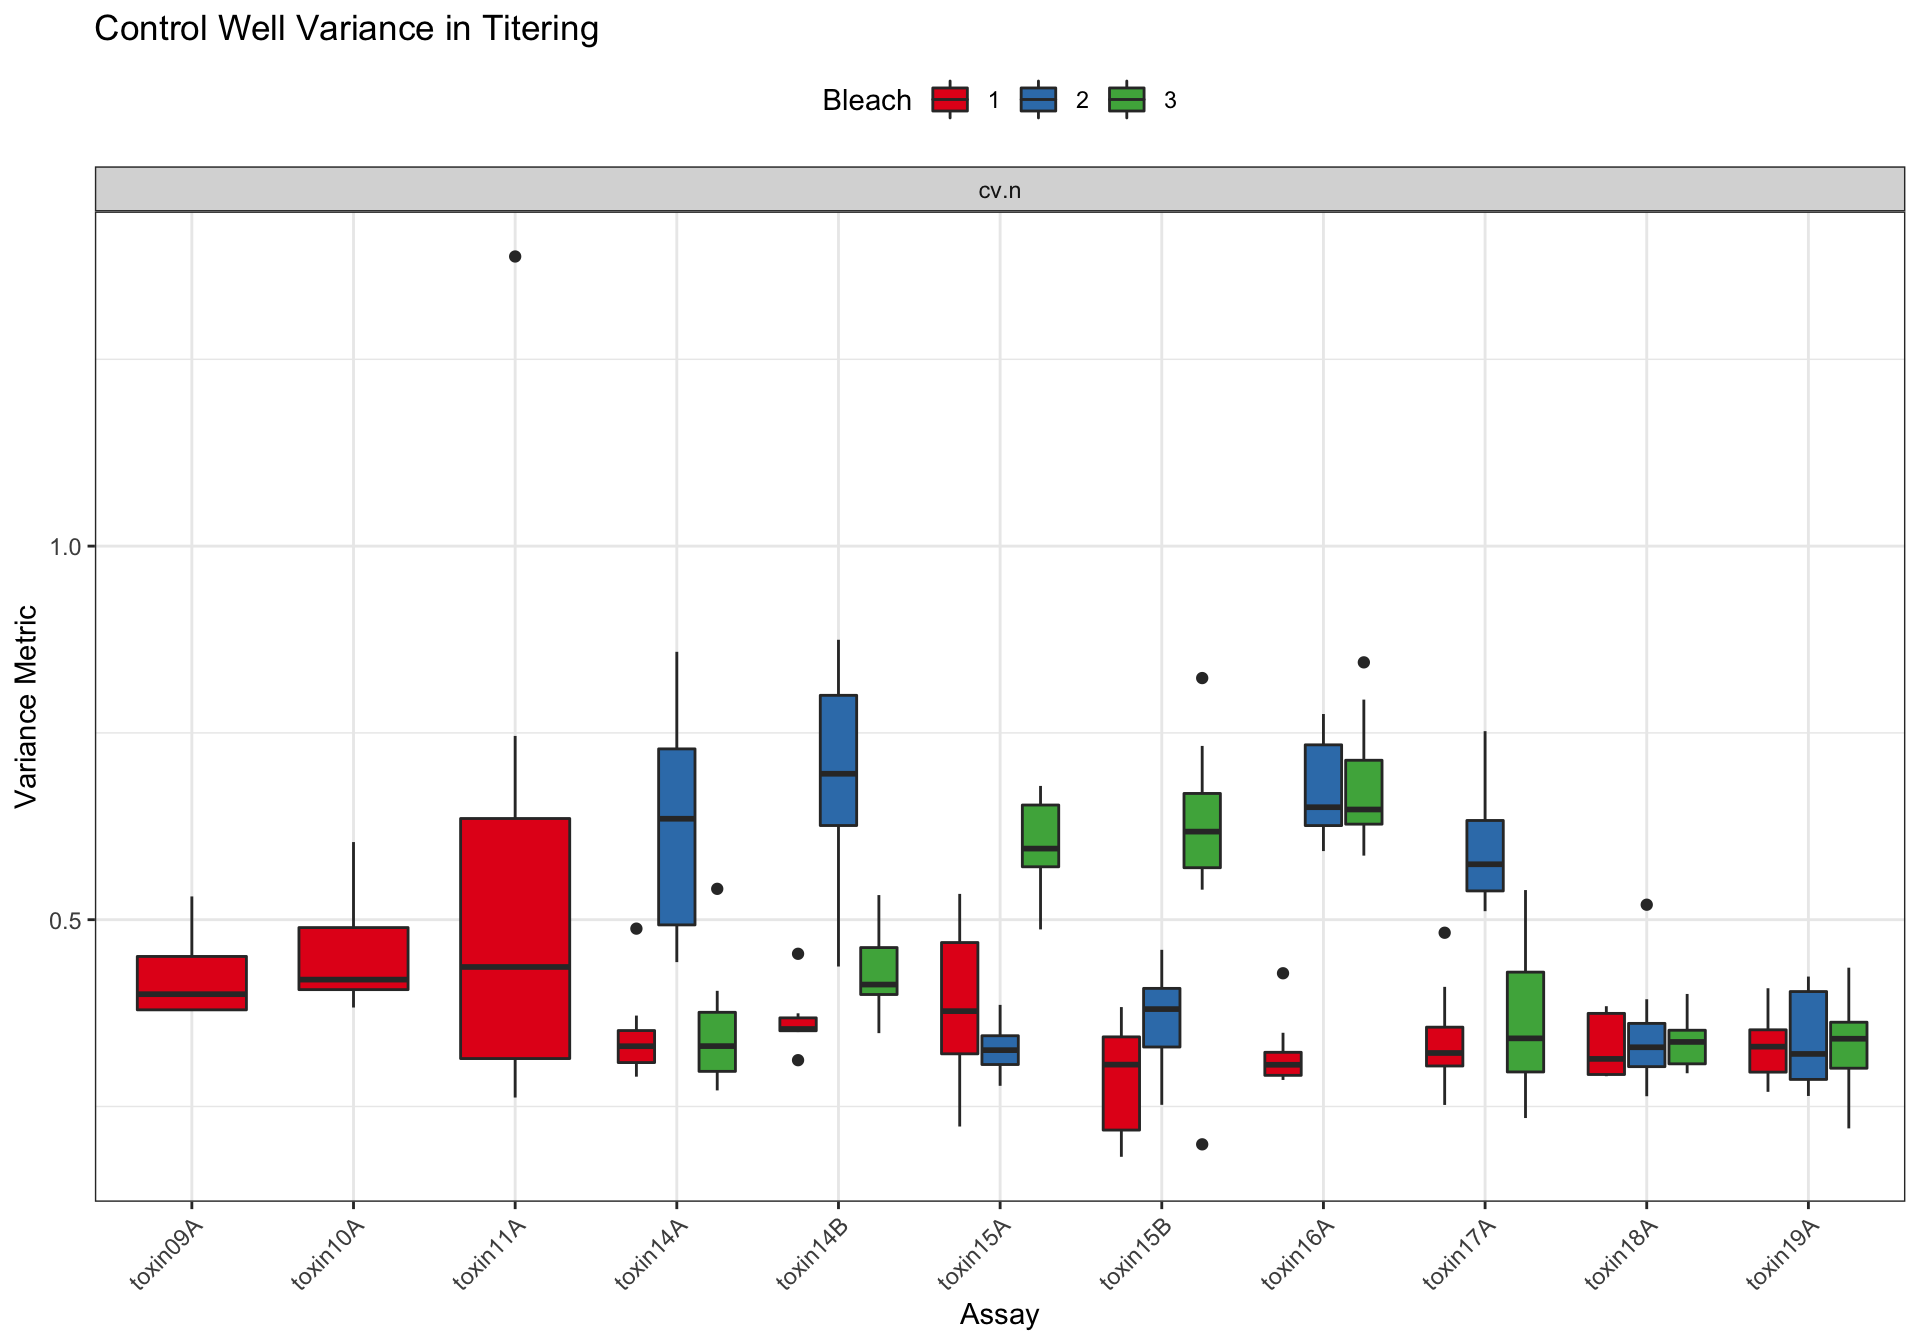 Control Well Variance in Titering
Bleach 1 2 3
cv.n
1.0
0.5
Variance Metric
toxin09A toxin10A toxin11A toxin14A toxin14B toxin15A toxin15B toxin16A toxin17A toxin18A toxin19A
Assay